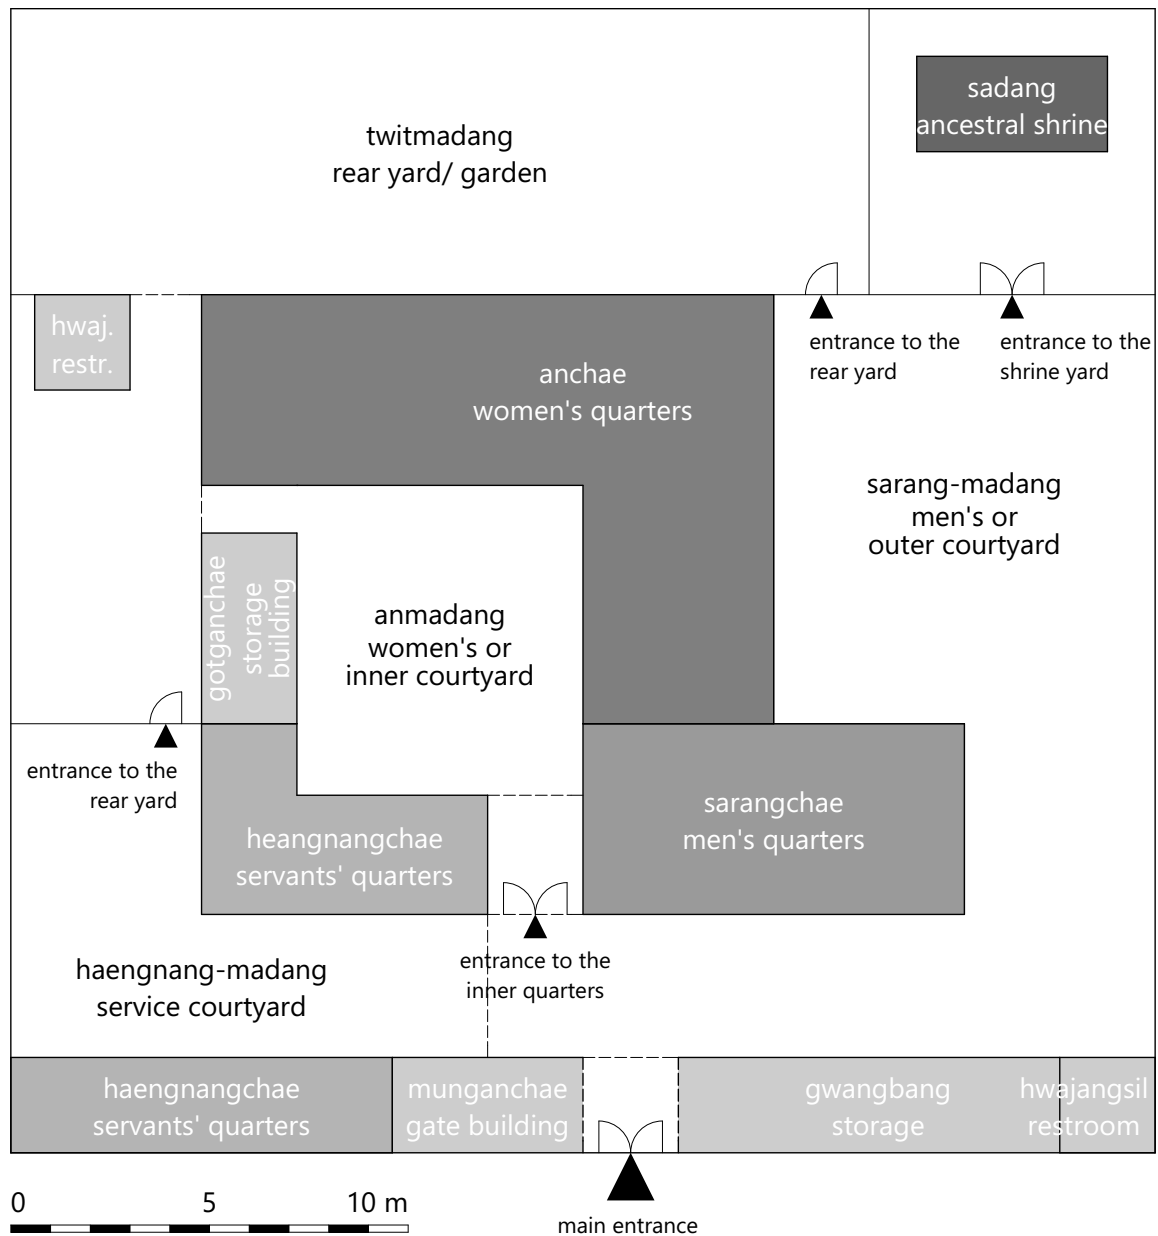 twitmadang
rear yard/ garden
sadang
ancestral shrine
hwaj.
restr.
anchae
women's quarters
entrance to the
rear yard
entrance to the
shrine yard
sarang-madang
men's or
outer courtyard
gotganchae
storage
building
anmadang
women's or
inner courtyard
entrance to the
rear yard
heangnangchae
servants' quarters
sarangchae
men's quarters
entrance to the
inner quarters
haengnang-madang
service courtyard
haengnangchae
servants' quarters
munganchae
gate building
gwangbang
storage
hwajangsil
restroom
0 5 10 m
main entrance